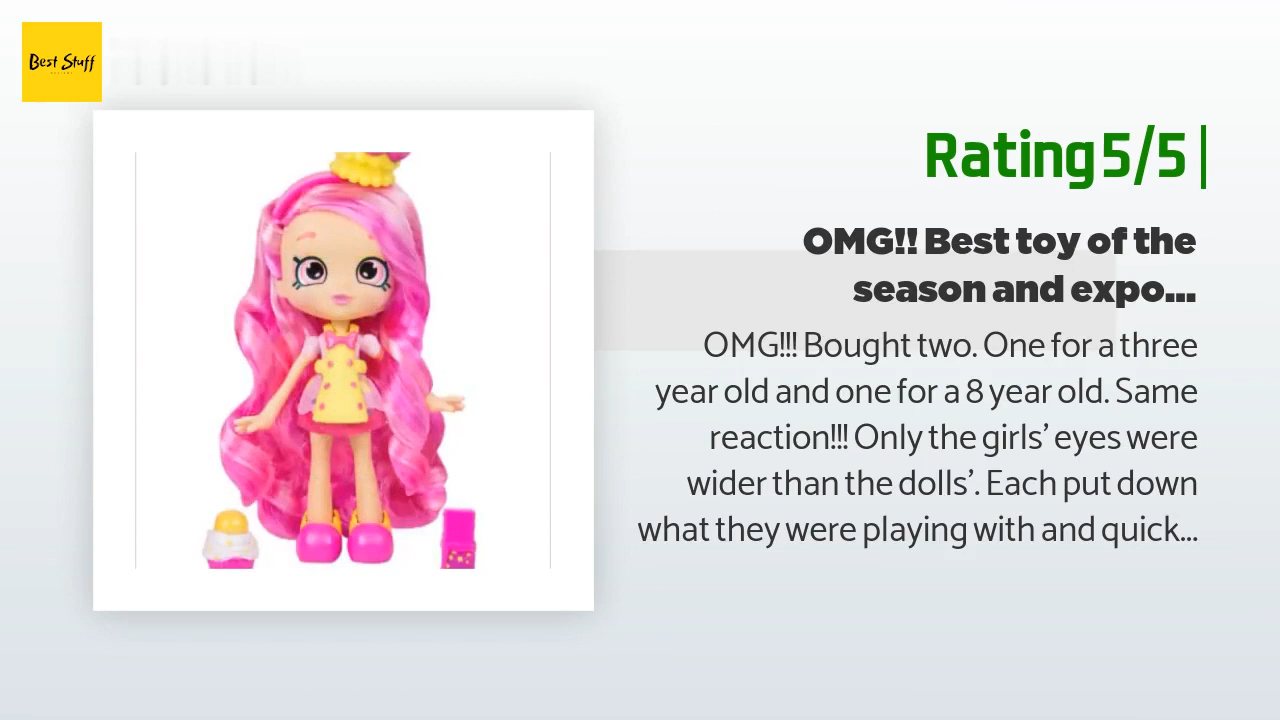 Best Stuff
Rating 5/5 |
OMG!! Best toy of the
season and expo...
OMG!!! Bought two. One for a three
year old and one for a 8 year old. Same
reaction!!! Only the girls’ eyes were
wider than the dolls’. Each put down
what they were playing with and quick...